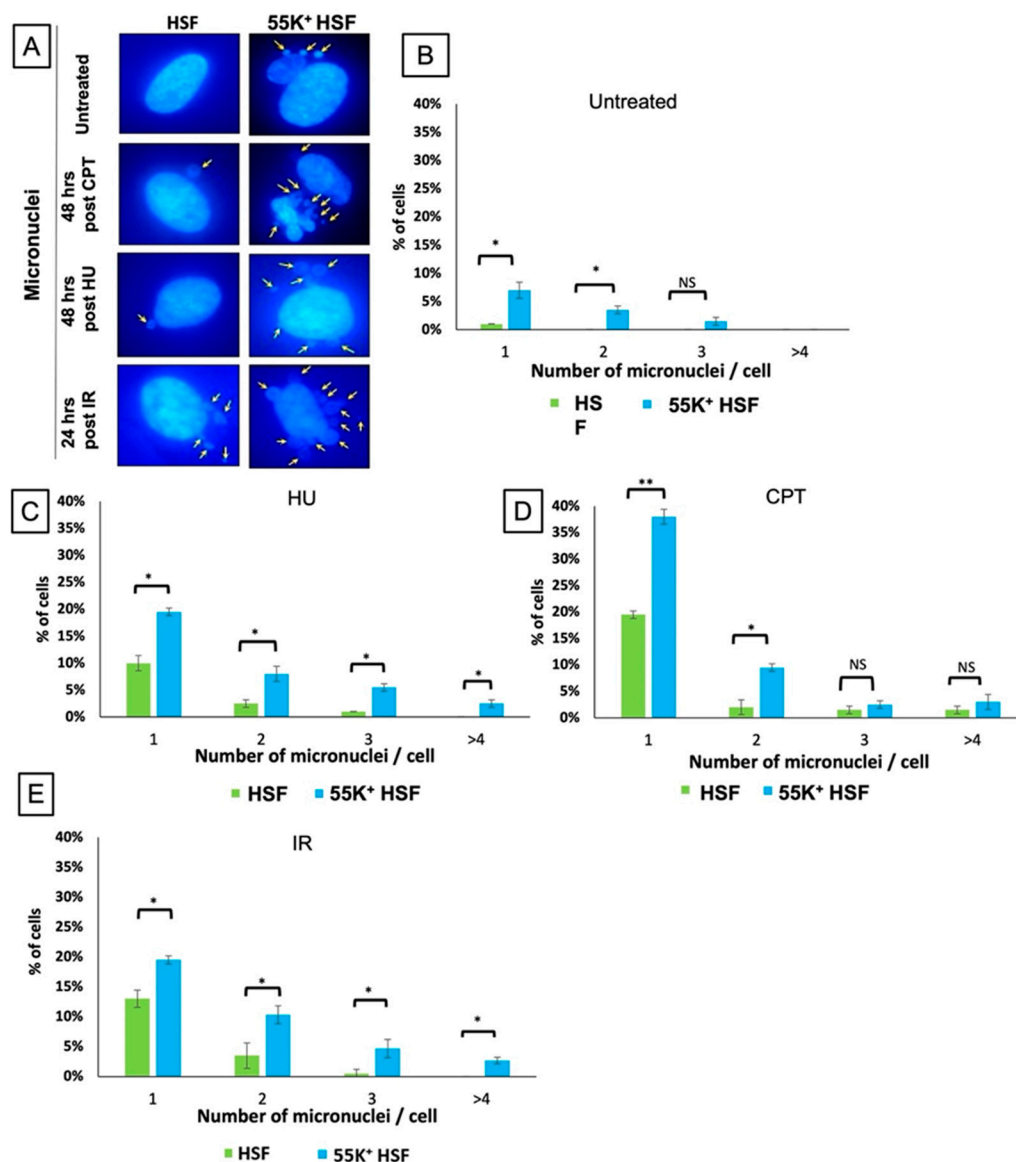 A
HSF
55K⁺ HSF
Micronuclei
Untreated
48 hrs
post CPT
48 hrs
post HU
24 hrs
post IR
B
Untreated
% of cells
40%
35%
30%
25%
20%
15%
10%
5%
0%
*
*
NS
1 2 3 >4
Number of micronuclei / cell
HS
F
55K⁺ HSF
C
HU
% of cells
40%
35%
30%
25%
20%
15%
10%
5%
0%
*
*
*
*
1 2 3 >4
Number of micronuclei / cell
HSF 55K⁺ HSF
D
CPT
% of cells
40%
35%
30%
25%
20%
15%
10%
5%
0%
**
*
NS
NS
1 2 3 >4
Number of micronuclei / cell
HSF 55K⁺ HSF
E
IR
% of cells
40%
35%
30%
25%
20%
15%
10%
5%
0%
*
*
*
*
1 2 3 >4
Number of micronuclei / cell
HSF 55K⁺ HSF